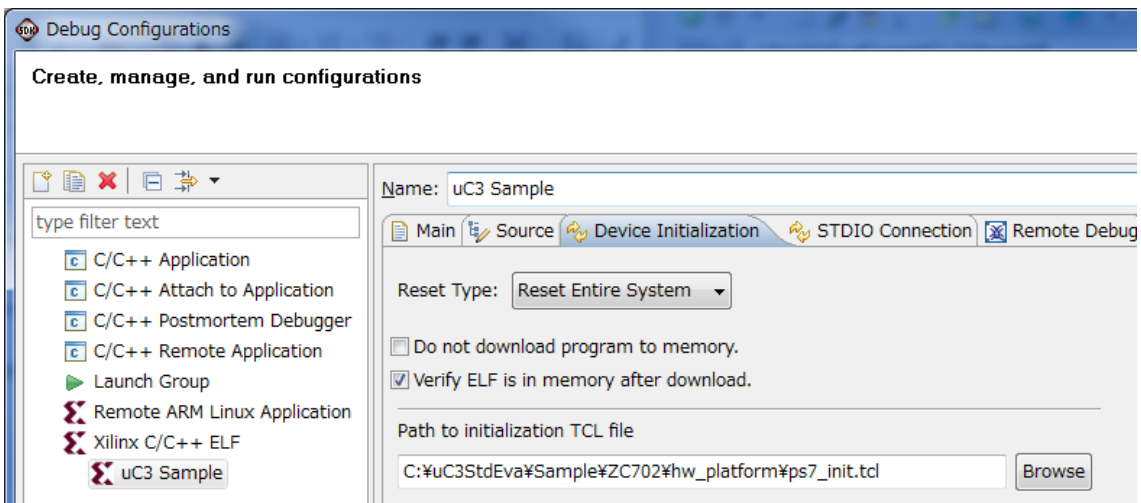 SDK Debug Configurations
Create, manage, and run configurations
Name: uC3 Sample
type filter text
Main Source Device Initialization STDIO Connection Remote Debug
C/C++ Application
C/C++ Attach to Application
C/C++ Postmortem Debugger
C/C++ Remote Application
Launch Group
Remote ARM Linux Application
Xilinx C/C++ ELF
uC3 Sample
Reset Type: Reset Entire System
Do not download program to memory.
Verify ELF is in memory after download.
Path to initialization TCL file
C:¥uC3StdEva¥Sample¥ZC702¥hw_platform¥ps7_init.tcl Browse